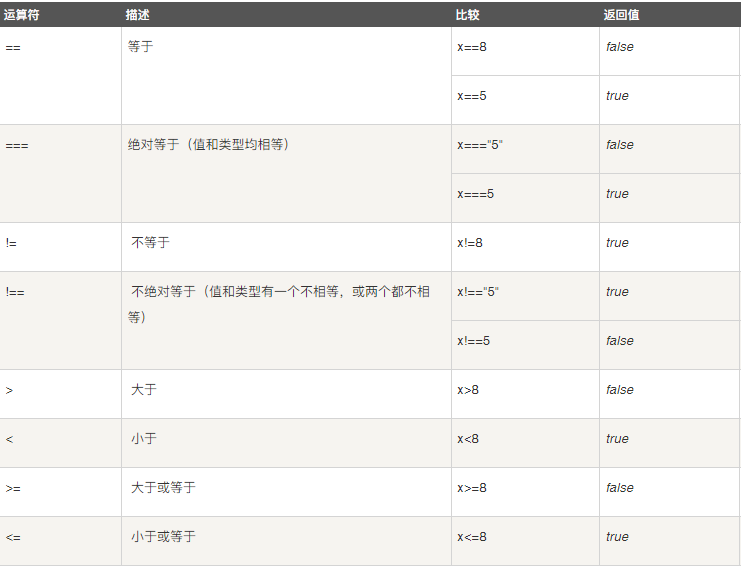 运算符 描述 比较 返回值
== 等于 x==8 false
x==5 true
=== 绝对等于（值和类型均相等） x==="5" false
x===5 true
!= 不等于 x!=8 true
!== 不绝对等于（值和类型有一个不相等，或两个都不相 x!=="5" true
等）
x!==5 false
> 大于 x>8 false
< 小于 x<8 true
>= 大于或等于 x>=8 false
<= 小于或等于 x<=8 true